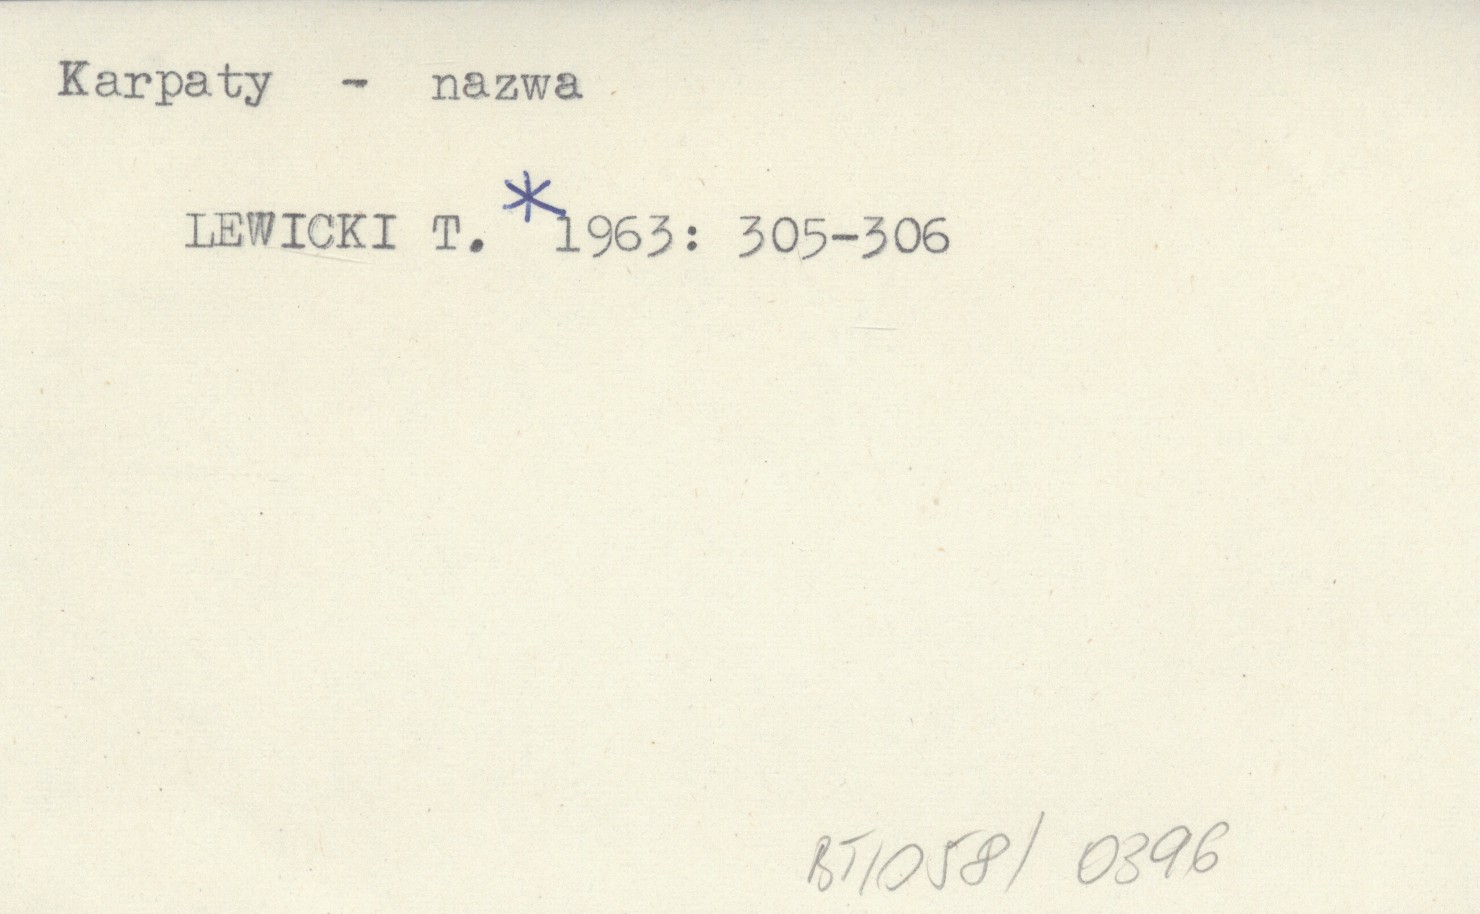 Karpaty - nazwa
LEWICKI T. * 1963: 305-306
BT/058/ 0396